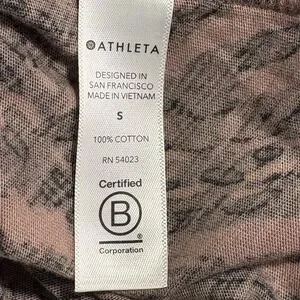 ATHLETA
DESIGNED IN
SAN FRANCISCO
MADE IN VIETNAM
S
100% COTTON
RN 54023
Certified
B
Corporation